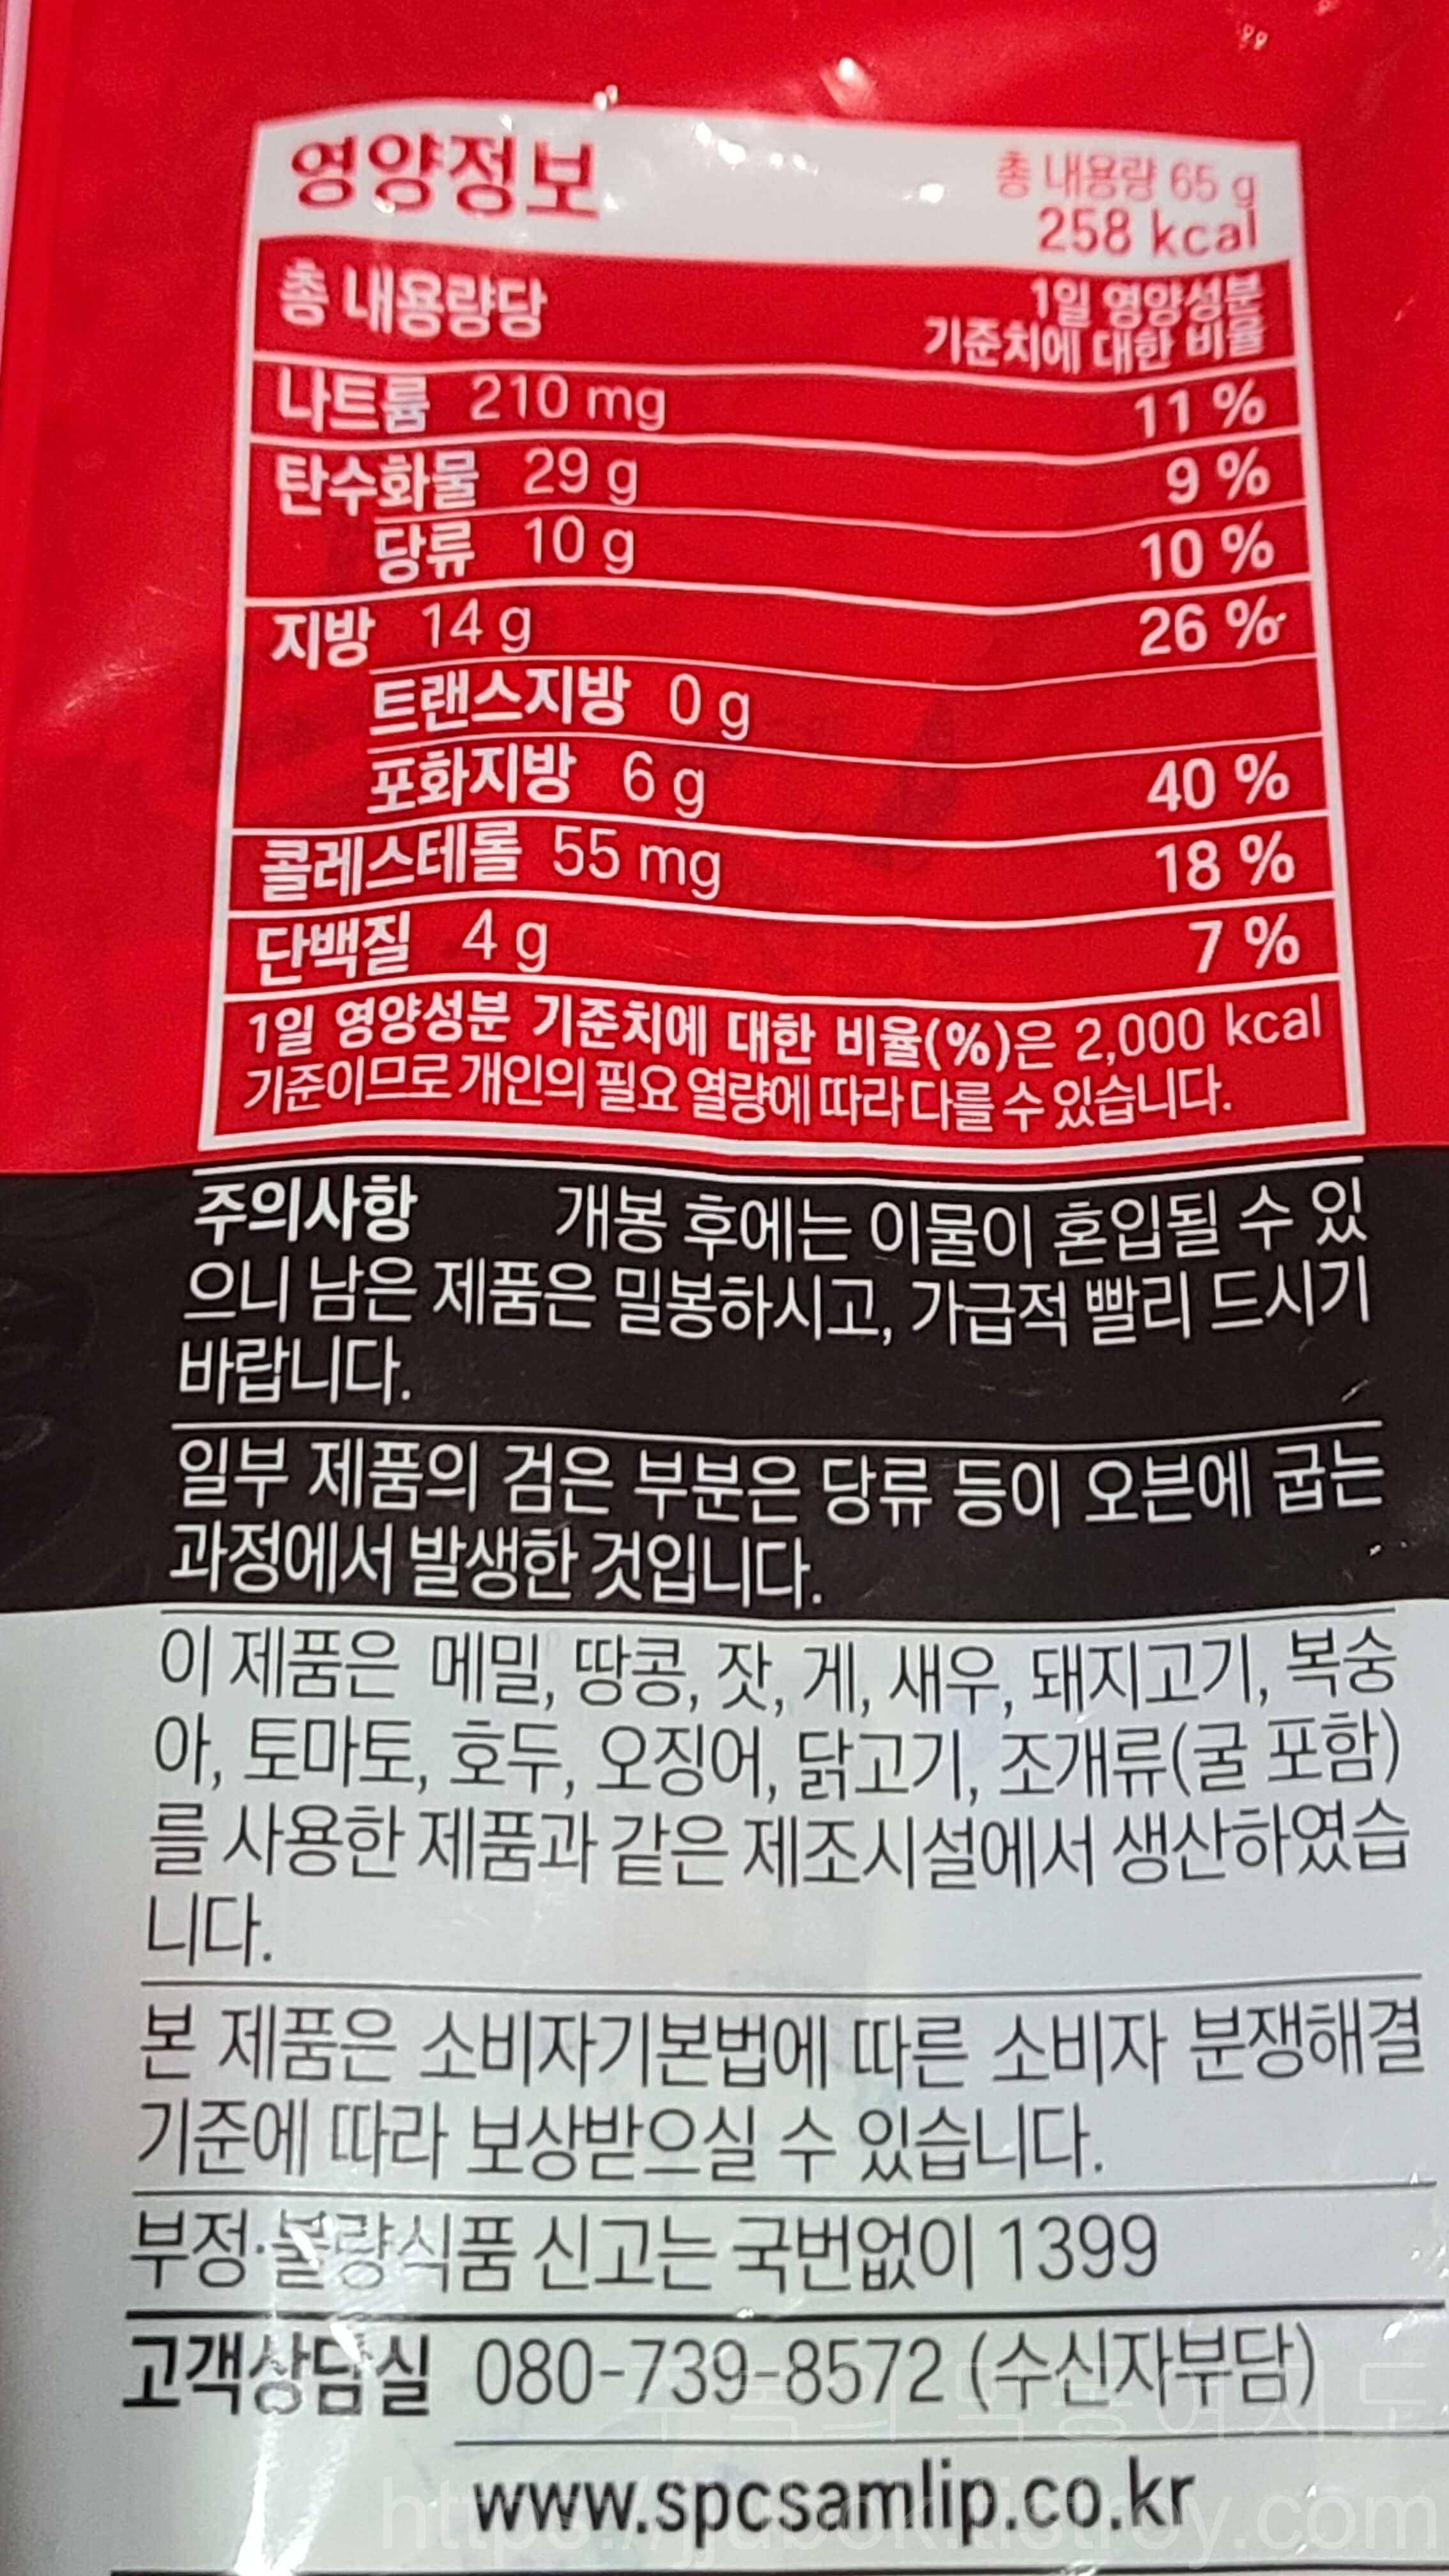 영양정보
총 내용량 65 g
258 kcal
총 내용량당
1일 영양성분
기준치에 대한 비율
나트륨 210 mg 11 %
탄수화물 29 g 9 %
당류 10 g 10 %
지방 14 g 26 %
트랜스지방 0 g
포화지방 6 g 40 %
콜레스테롤 55 mg 18 %
단백질 4 g 7 %
1일 영양성분 기준치에 대한 비율(%)은 2,000 kcal
기준이므로 개인의 필요 열량에 따라 다를 수 있습니다.
주의사항 개봉 후에는 이물이 혼입될 수 있
으니 남은 제품은 밀봉하시고, 가급적 빨리 드시기
바랍니다.
일부 제품의 검은 부분은 당류 등이 오븐에 굽는
과정에서 발생한 것입니다.
이 제품은 메밀, 땅콩, 잣, 게, 새우, 돼지고기, 복숭
아, 토마토, 호두, 오징어, 닭고기, 조개류(굴 포함)
를 사용한 제품과 같은 제조시설에서 생산하였습
니다.
본 제품은 소비자기본법에 따른 소비자 분쟁해결
기준에 따라 보상받으실 수 있습니다.
부정·불량식품 신고는 국번없이 1399
고객상담실 080-739-8572 (수신자부담)
www.spcsamlip.co.kr